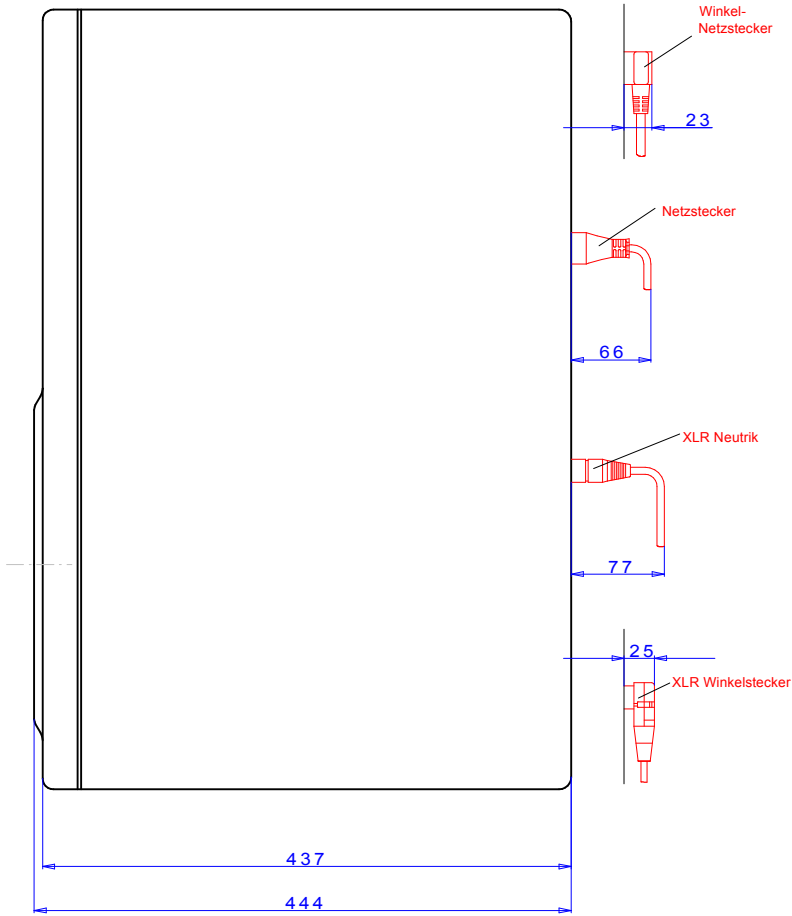 Winkel-
Netzstecker
23
Netzstecker
66
XLR Neutrik
77
25
XLR Winkelstecker
437
444